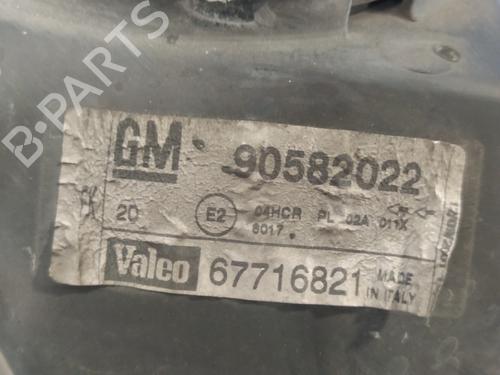 B-PARTS
GM 90582022
20 E2 04HCR PL 02A 011X
8017
Valeo 67716821 MADE IN ITALY